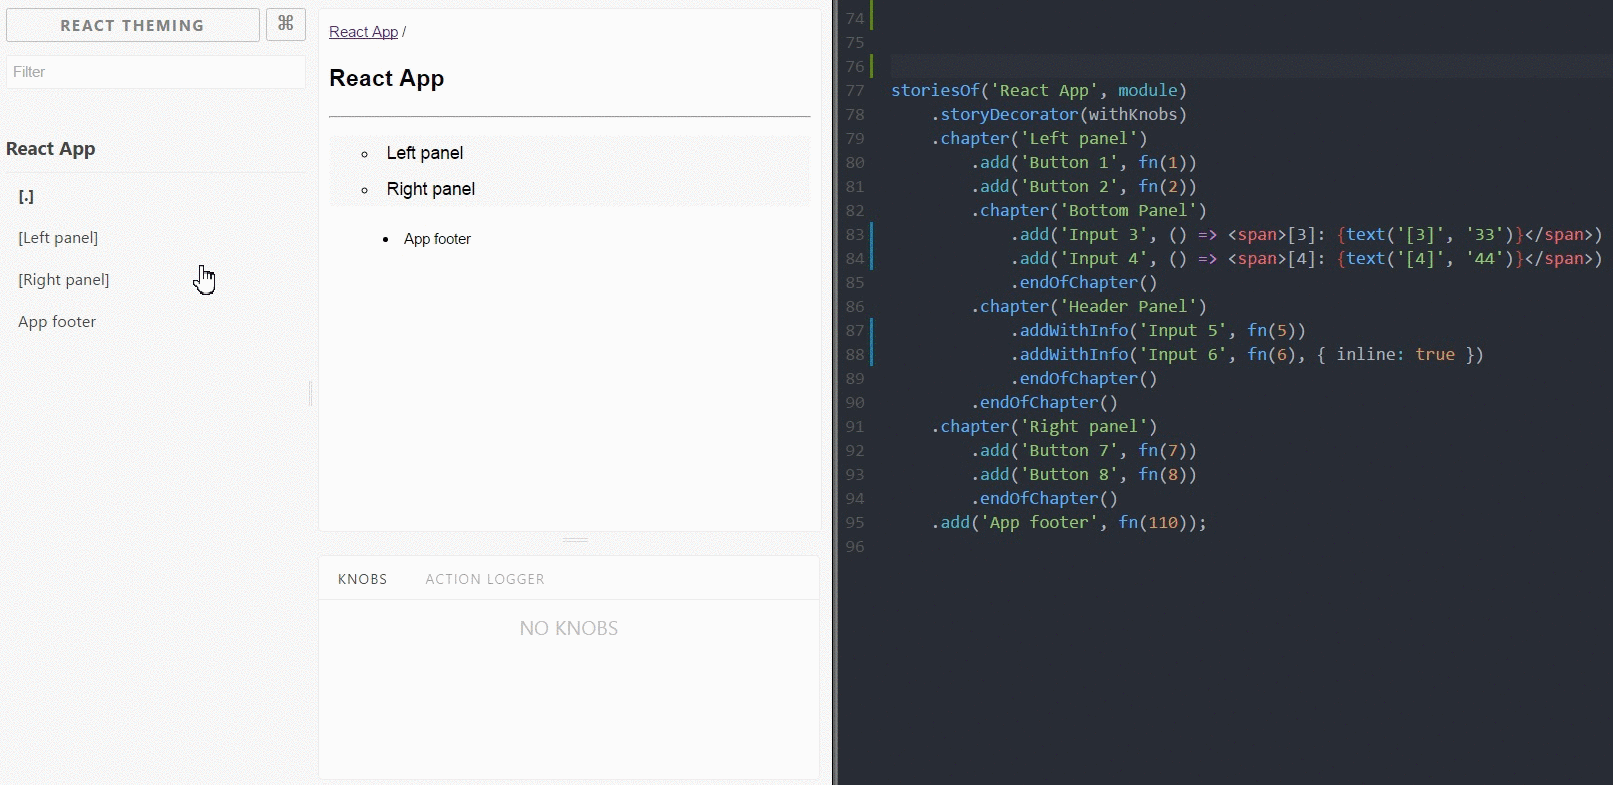 REACT THEMING
⌘
Filter
React App
[.]
[Left panel]
[Right panel]
App footer
React App /
React App
Left panel
Right panel
App footer
KNOBS
ACTION LOGGER
NO KNOBS
74
75
76
77 storiesOf('React App', module)
78 .storyDecorator(withKnobs)
79 .chapter('Left panel')
80 .add('Button 1', fn(1))
81 .add('Button 2', fn(2))
82 .chapter('Bottom Panel')
83 .add('Input 3', () => <span>[3]: {text('[3]', '33')}</span>)
84 .add('Input 4', () => <span>[4]: {text('[4]', '44')}</span>)
85 .endOfChapter()
86 .chapter('Header Panel')
87 .addWithInfo('Input 5', fn(5))
88 .addWithInfo('Input 6', fn(6), { inline: true })
89 .endOfChapter()
90 .endOfChapter()
91 .chapter('Right panel')
92 .add('Button 7', fn(7))
93 .add('Button 8', fn(8))
94 .endOfChapter()
95 .add('App footer', fn(110));
96